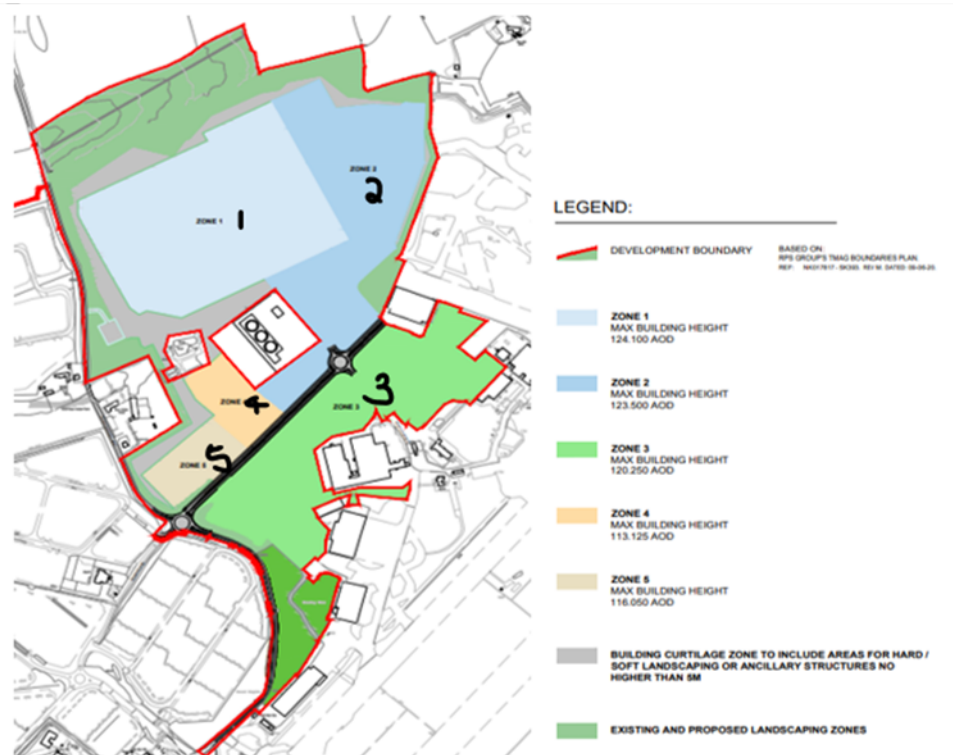 ZONE 2
2
ZONE 1
1
ZONE 4
ZONE 3
3
ZONE 5
5
LEGEND:
DEVELOPMENT BOUNDARY
BASED ON:
RPS GROUP'S TMAG BOUNDARIES PLAN.
ZONE 1
MAX BUILDING HEIGHT
124.100 AOD
ZONE 2
MAX BUILDING HEIGHT
123.500 AOD
ZONE 3
MAX BUILDING HEIGHT
120.250 AOD
ZONE 4
MAX BUILDING HEIGHT
113.125 AOD
ZONE 5
MAX BUILDING HEIGHT
116.050 AOD
BUILDING CURTILAGE ZONE TO INCLUDE AREAS FOR HARD /
SOFT LANDSCAPING OR ANCILLARY STRUCTURES NO
HIGHER THAN 5M
EXISTING AND PROPOSED LANDSCAPING ZONES